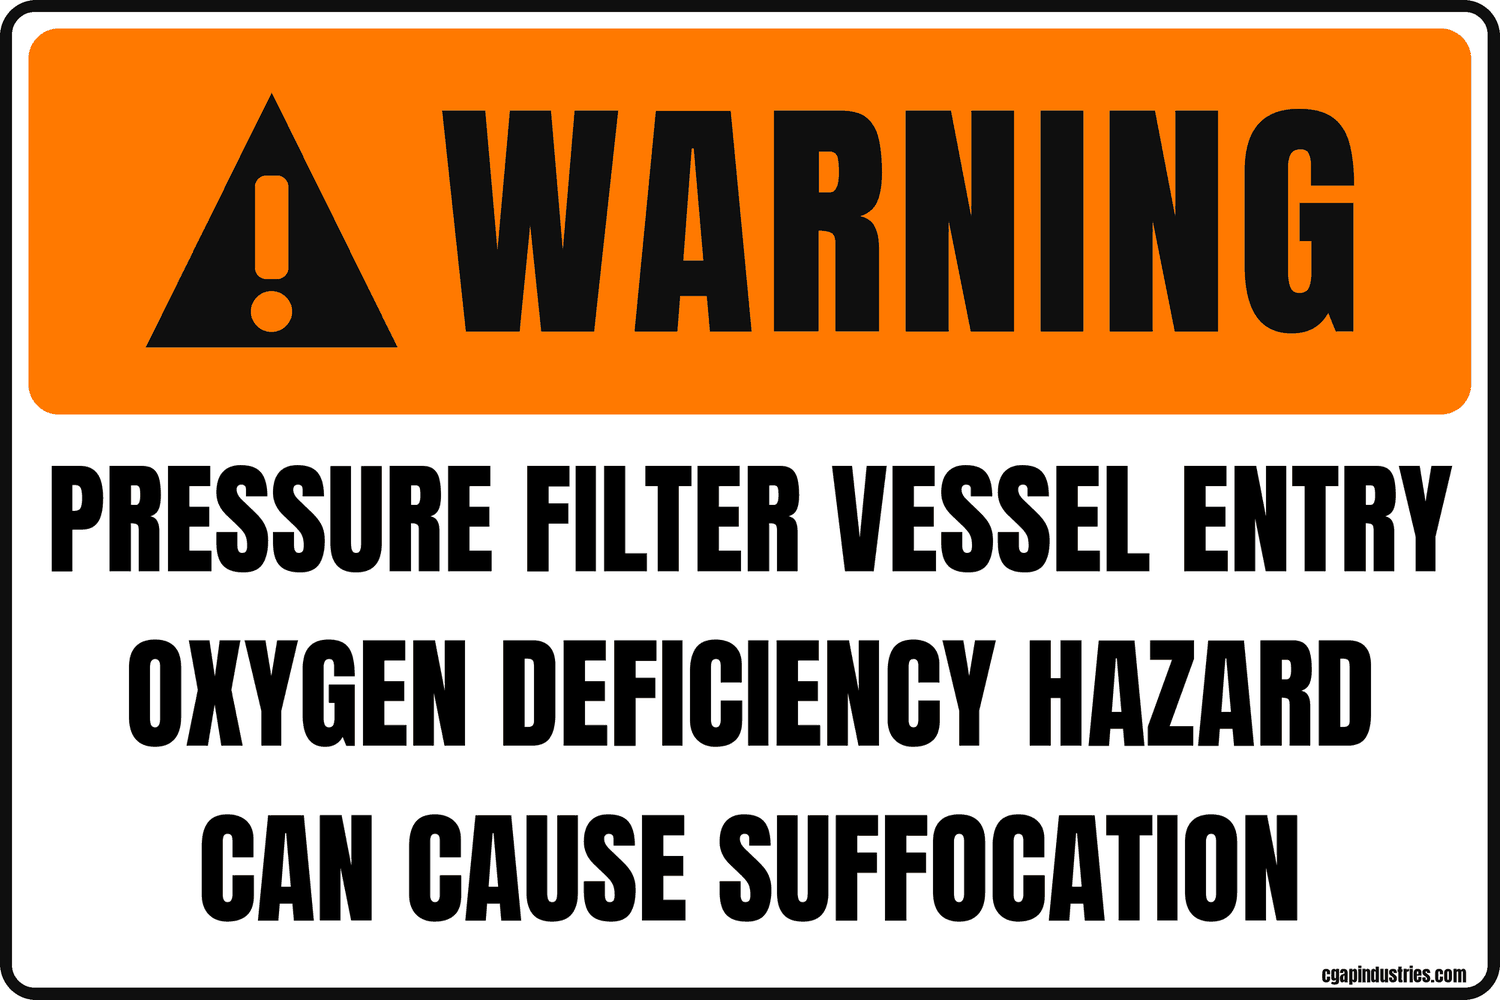 WARNING
PRESSURE FILTER VESSEL ENTRY
OXYGEN DEFICIENCY HAZARD
CAN CAUSE SUFFOCATION
cgapindustries.com